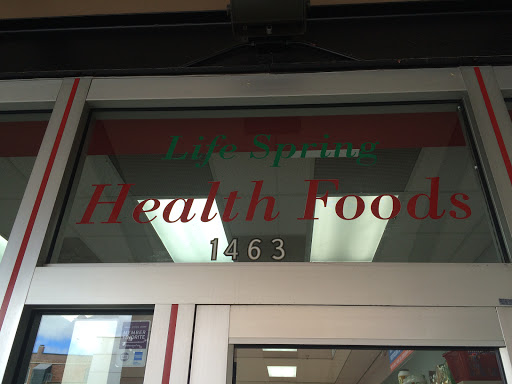 Life Spring
Health Foods
1463